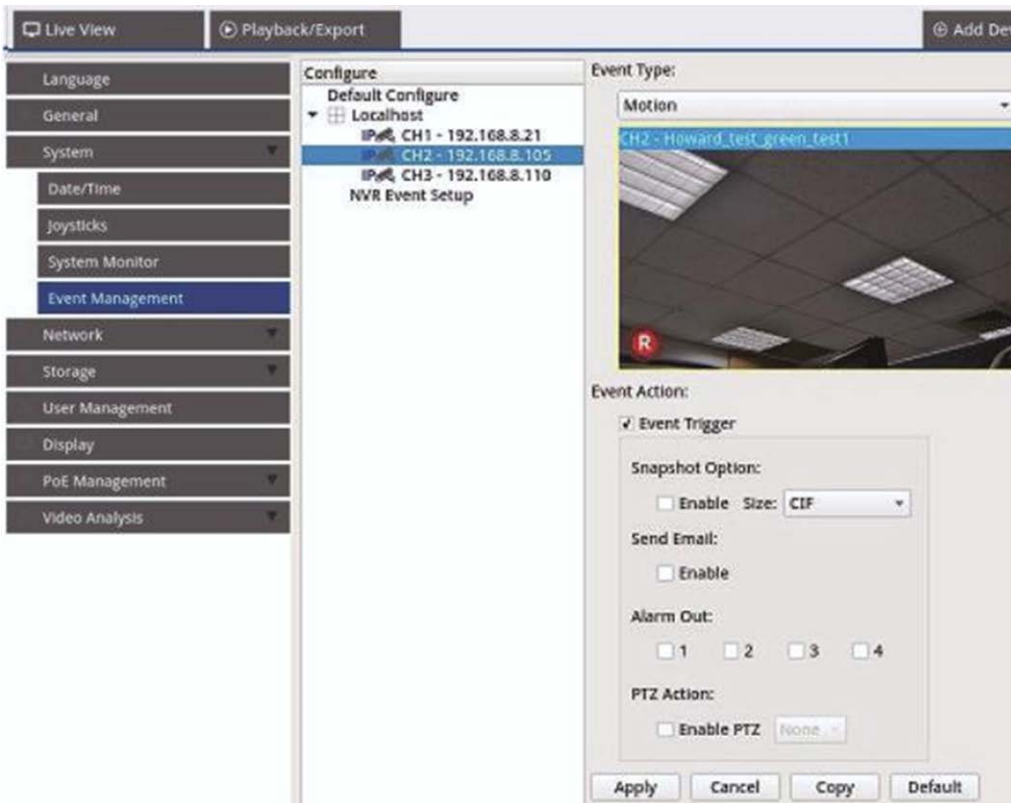 Live View
Playback/Export
Add Dev
Language
General
System
Date/Time
Joysticks
System Monitor
Event Management
Network
Storage
User Management
Display
PoE Management
Video Analysis
Configure
Default Configure
Localhost
IP CH1 - 192.168.8.21
IP CH2 - 192.168.8.105
IP CH3 - 192.168.8.110
NVR Event Setup
Event Type:
Motion
CH2 - Howard_test_green_test1
R
Event Action:
Event Trigger
Snapshot Option:
Enable Size: CIF
Send Email:
Enable
Alarm Out:
1 2 3 4
PTZ Action:
Enable PTZ None
Apply Cancel Copy Default